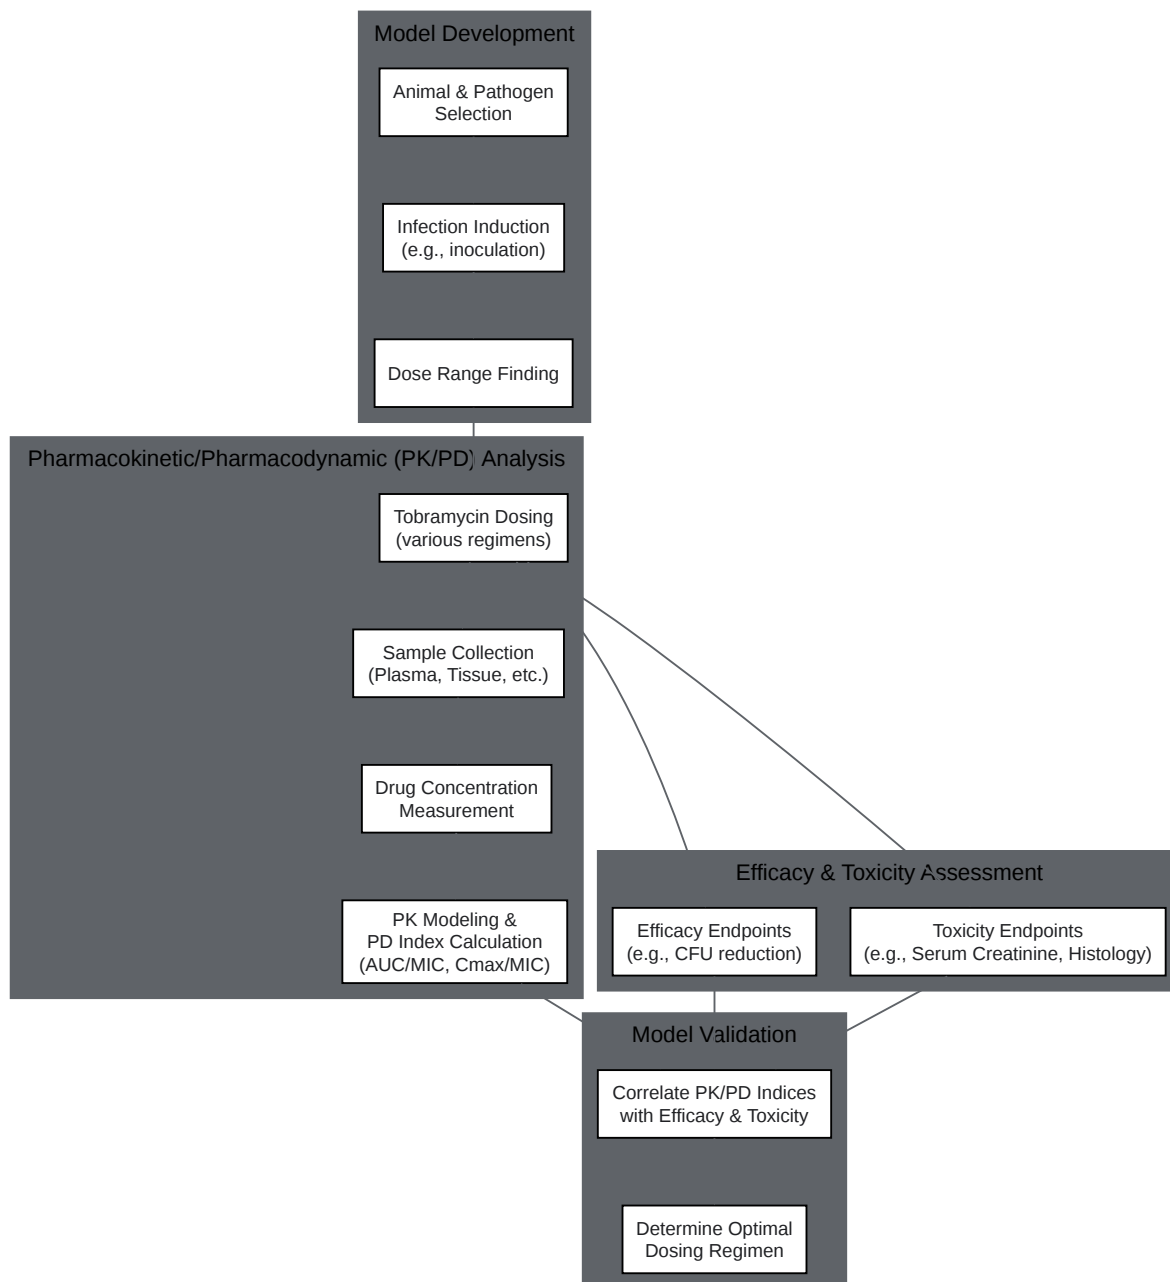 Model Development
Animal & Pathogen
Selection
Infection Induction
(e.g., inoculation)
Dose Range Finding
Pharmacokinetic/Pharmacodynamic (PK/PD) Analysis
Tobramycin Dosing
(various regimens)
Sample Collection
(Plasma, Tissue, etc.)
Drug Concentration
Measurement
PK Modeling &
PD Index Calculation
(AUC/MIC, Cmax/MIC)
Efficacy & Toxicity Assessment
Efficacy Endpoints
(e.g., CFU reduction)
Toxicity Endpoints
(e.g., Serum Creatinine, Histology)
Model Validation
Correlate PK/PD Indices
with Efficacy & Toxicity
Determine Optimal
Dosing Regimen